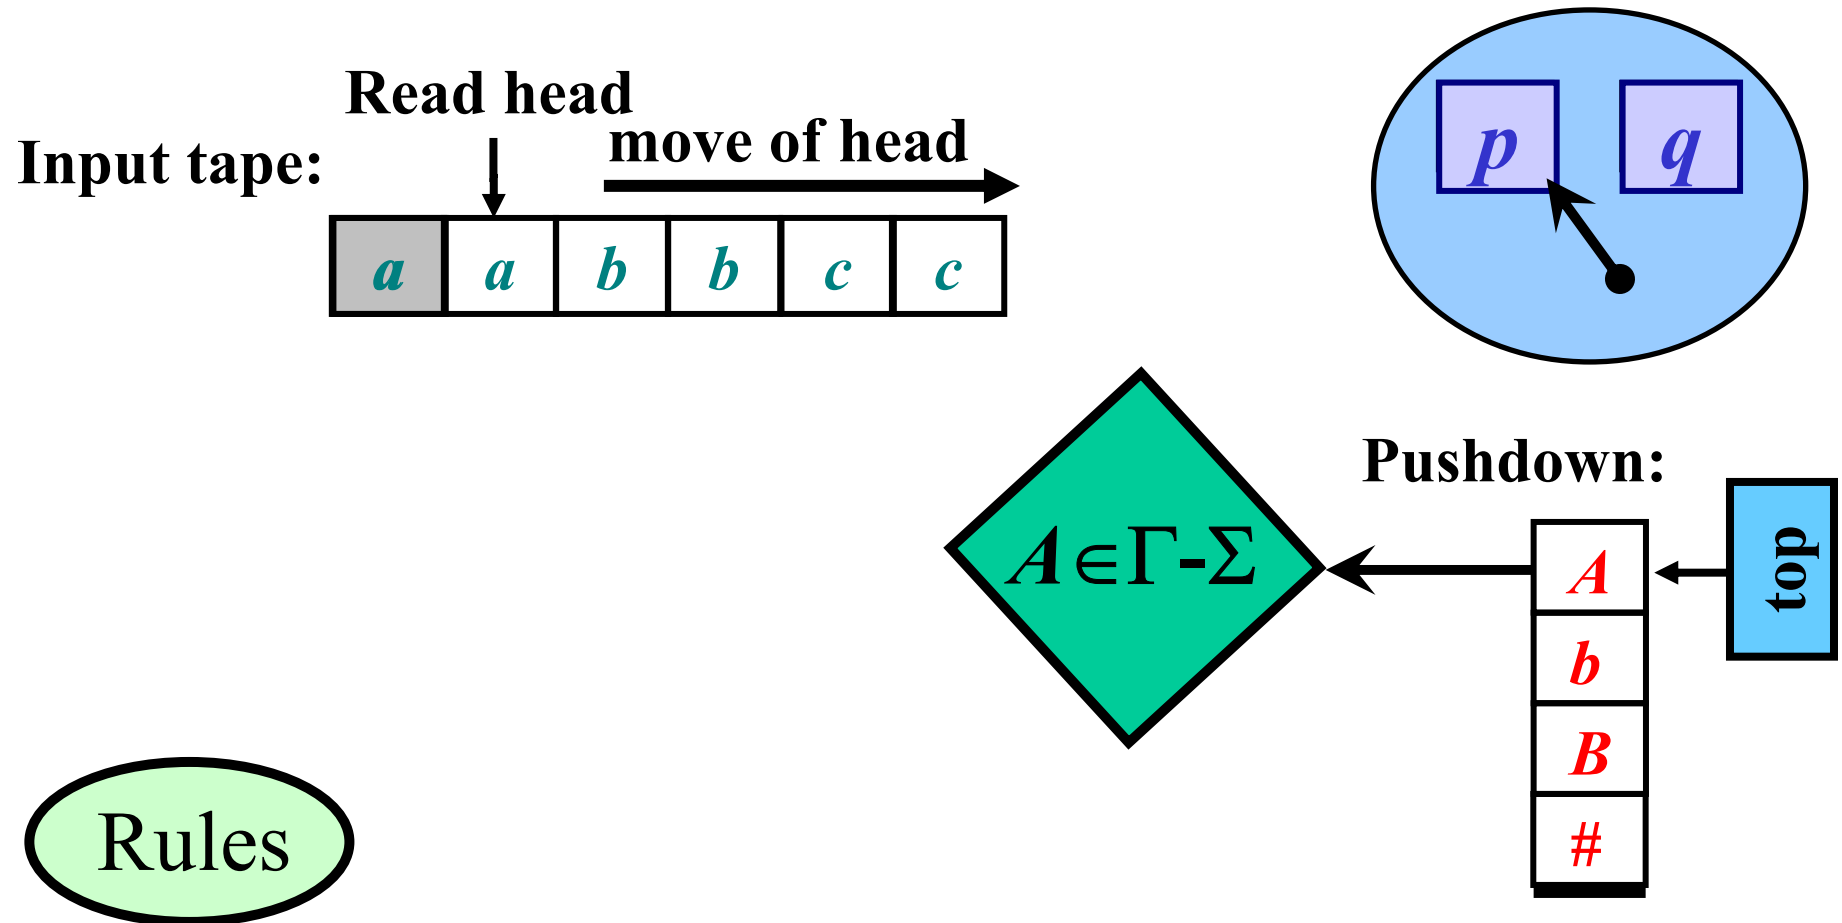 Read head
Input tape:
move of head
a a b b c c
p q
A∈Γ-Σ
Pushdown:
top
A
b
B
#
Rules